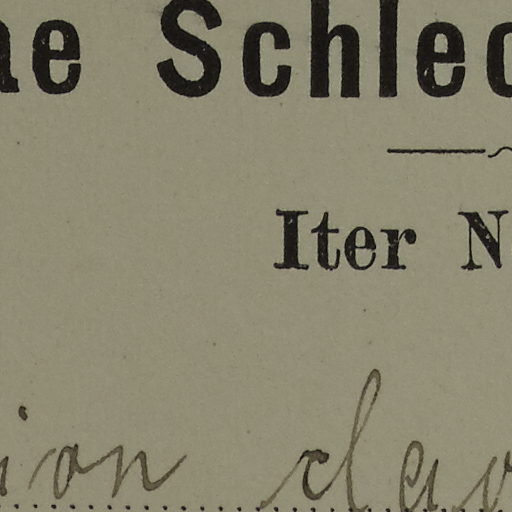 ae Schlec
Iter N
ion clav